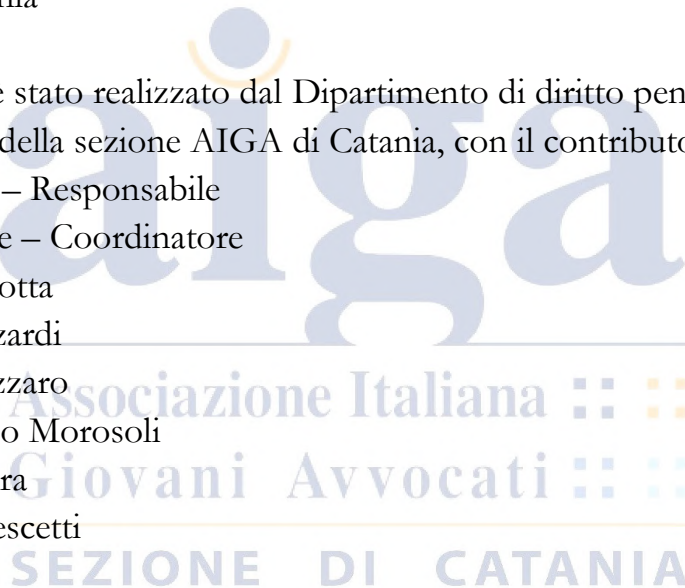 e stato realizzato dal Dipartimento di diritto pen
della sezione AIGA di Catania, con il contributo
– Responsabile
e – Coordinatore
otta
zardi
zzaro
o Morosoli
ra
escetti
aiga
Associazione Italiana
Giovani Avvocati
SEZIONE DI CATANIA